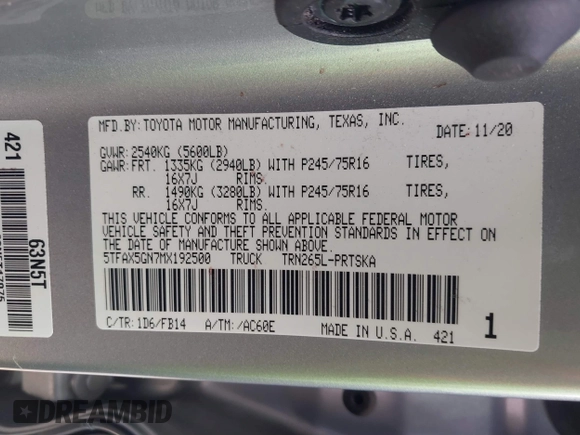 MFD.BY: TOYOTA MOTOR MANUFACTURING, TEXAS, INC.
DATE: 11/20
GVWR: 2540KG (5600LB)
GAWR: FRT. 1335KG (2940LB) WITH P245/75R16 TIRES,
16X7J RIMS.
RR. 1490KG (3280LB) WITH P245/75R16 TIRES,
16X7J RIMS.
THIS VEHICLE CONFORMS TO ALL APPLICABLE FEDERAL MOTOR
VEHICLE SAFETY AND THEFT PREVENTION STANDARDS IN EFFECT
ON THE DATE OF MANUFACTURE SHOWN ABOVE.
5TFAX5GN7MX192500 TRUCK TRN265L-PRTSKA
C/TR: 1D6/FB14 A/TM: /AC60E
MADE IN U.S.A. 421
1
421
63N5T
DREAMBID